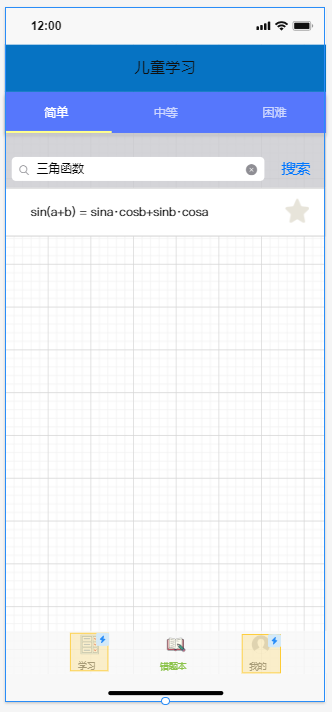 12:00
儿童学习
简单 中等 困难
三角函数 搜索
sin(a+b) = sina·cosb+sinb·cosa
学习 错题本 我的